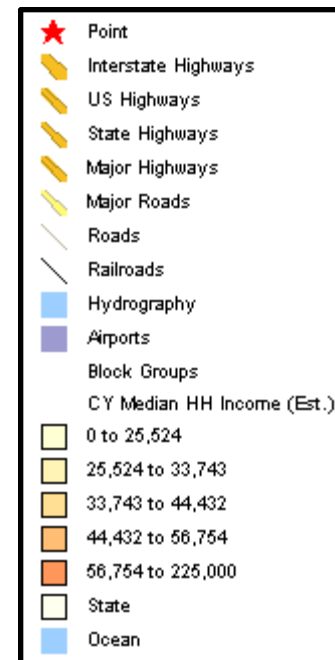 Point
Interstate Highways
US Highways
State Highways
Major Highways
Major Roads
Roads
Railroads
Hydrography
Airports
Block Groups
CY Median HH Income (Est.)
0 to 25,524
25,524 to 33,743
33,743 to 44,432
44,432 to 56,754
56,754 to 225,000
State
Ocean